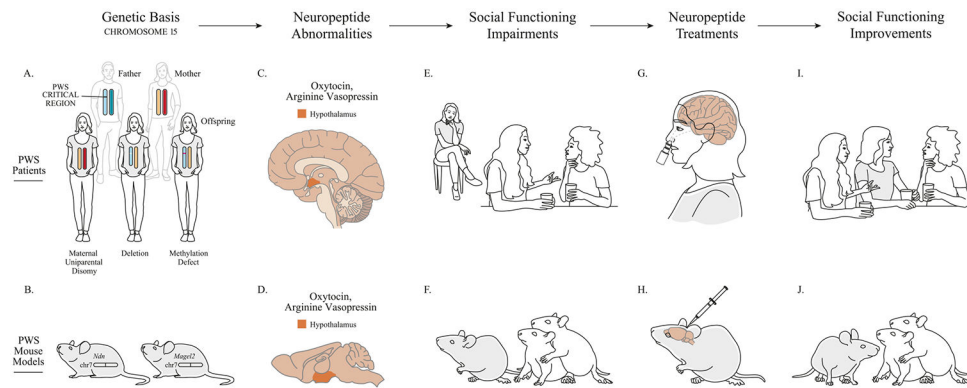 Genetic Basis
CHROMOSOME 15
Neuropeptide
Abnormalities
Social Functioning
Impairments
Neuropeptide
Treatments
Social Functioning
Improvements
PWS
Patients
A.
Father
Mother
PWS
CRITICAL
REGION
Offspring
Maternal
Uniparental
Disomy
Deletion
Methylation
Defect
C.
Oxytocin,
Arginine Vasopressin
Hypothalamus
E.
G.
I.
PWS
Mouse
Models
B.
Ndn
chr7
Magel2
chr7
D.
Oxytocin,
Arginine Vasopressin
Hypothalamus
F.
H.
J.